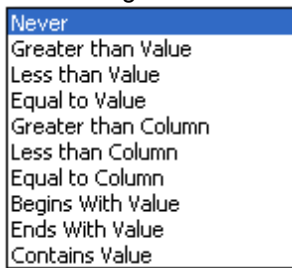 Never
Greater than Value
Less than Value
Equal to Value
Greater than Column
Less than Column
Equal to Column
Begins With Value
Ends With Value
Contains Value